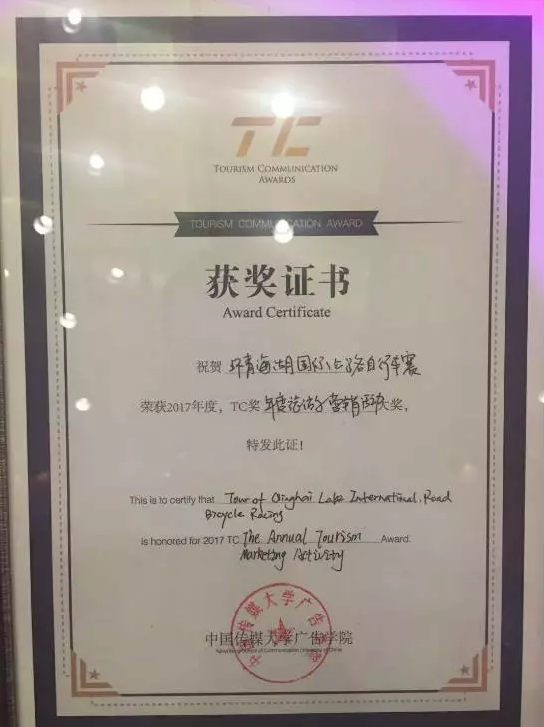 TC
TOURISM COMMUNICATION
AWARDS
TOURISM COMMUNICATION AWARD
获奖证书
Award Certificate
祝贺 环青海湖国际公路自行车赛
荣获2017年度，TC奖 年度旅游营销活动大奖，
特发此证！
This is to certify that Tour of Qinghai Lake International, Road
Bicycle Racing
is honored for 2017 TC The Annual Tourism Award.
Marketing Activity
中国传媒大学广告学院